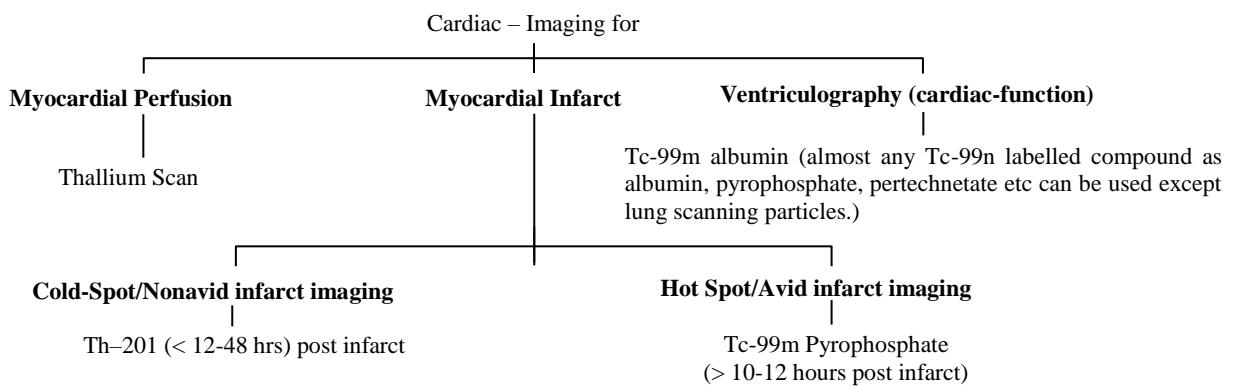 Cardiac – Imaging for
Myocardial Perfusion
Myocardial Infarct
Ventriculography (cardiac-function)
Thallium Scan
Tc-99m albumin (almost any Tc-99n labelled compound as
albumin, pyrophosphate, pertechnetate etc can be used except
lung scanning particles.)
Cold-Spot/Nonavid infarct imaging
Hot Spot/Avid infarct imaging
Th–201 (< 12-48 hrs) post infarct
Tc-99m Pyrophosphate
(> 10-12 hours post infarct)